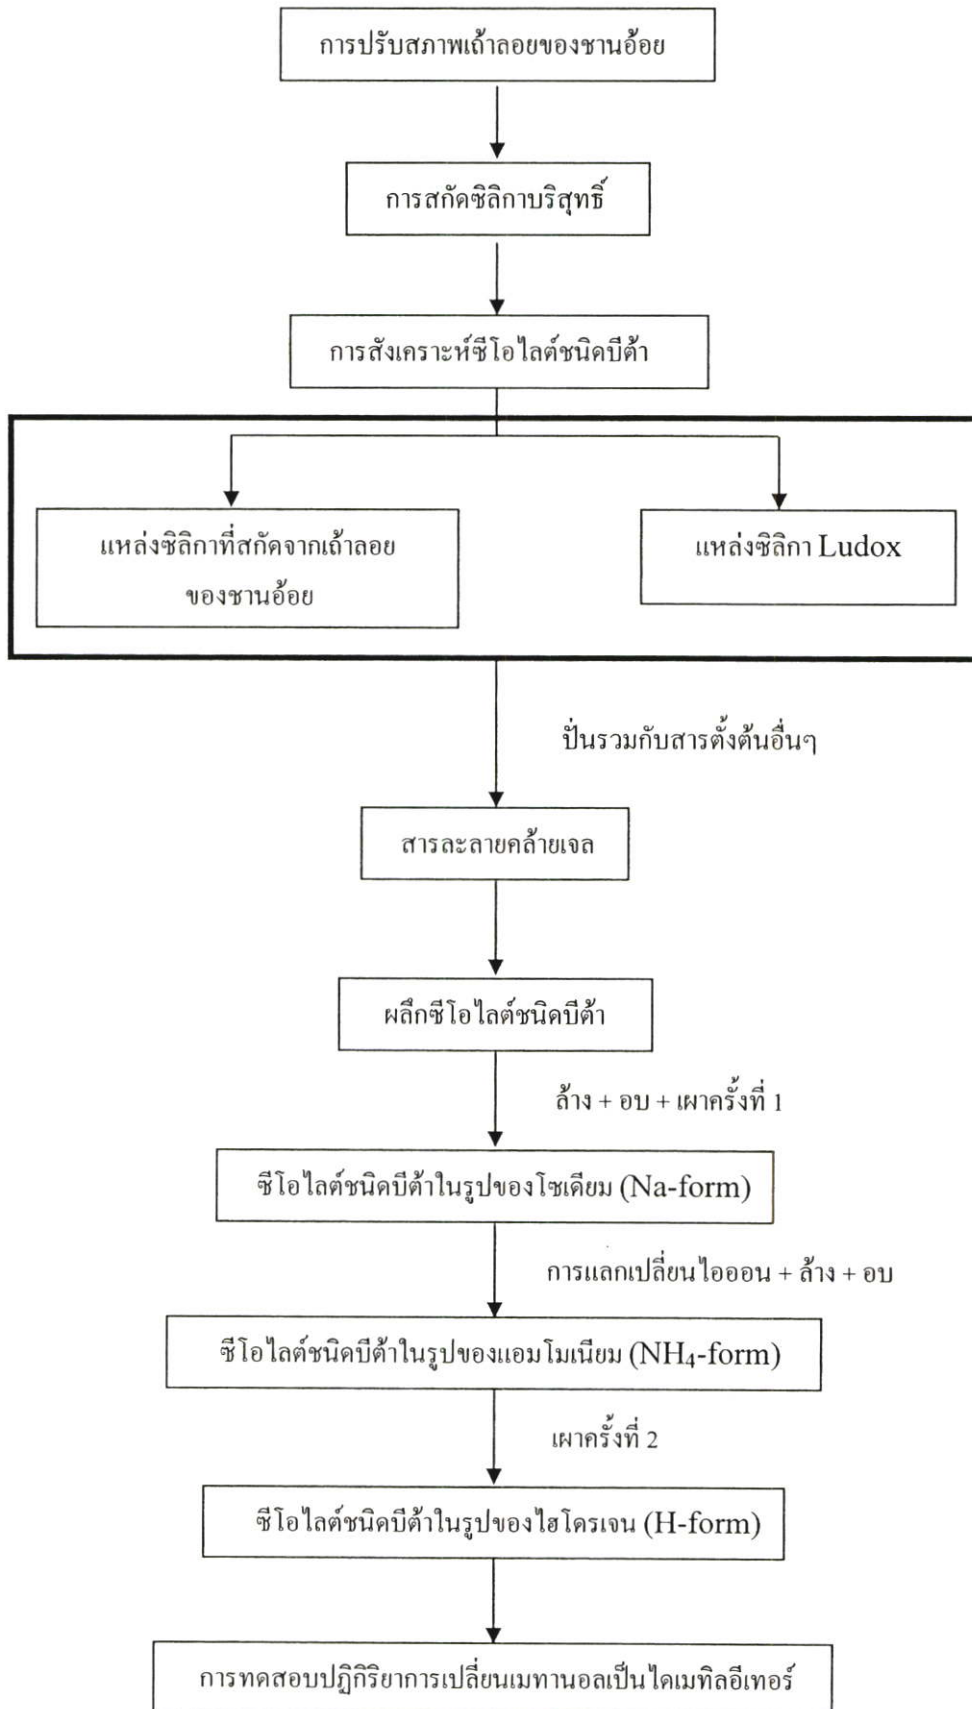 การปรับสภาพเถ้าลอยของชานอ้อย
การสกัดซิลิกาบริสุทธิ์
การสังเคราะห์ซีโอไลต์ชนิดบีต้า
แหล่งซิลิกาที่สกัดจากเถ้าลอย
ของชานอ้อย
แหล่งซิลิกา Ludox
ปั่นรวมกับสารตั้งต้นอื่นๆ
สารละลายคล้ายเจล
ผลึกซีโอไลต์ชนิดบีต้า
ล้าง + อบ + เผาครั้งที่ 1
ซีโอไลต์ชนิดบีต้าในรูปของโซเดียม (Na-form)
การแลกเปลี่ยนไอออน + ล้าง + อบ
ซีโอไลต์ชนิดบีต้าในรูปของแอมโมเนียม (NH₄-form)
เผาครั้งที่ 2
ซีโอไลต์ชนิดบีต้าในรูปของไฮโครเจน (H-form)
การทดสอบปฏิกิริยาการเปลี่ยนเมทานอลเป็นไดเมทิลอีเทอร์